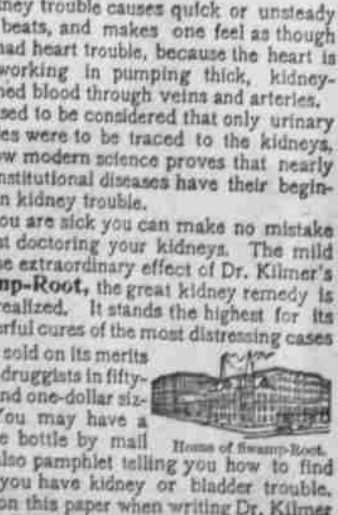 ney trouble causes quick or unsteady
beats, and makes one feel as though
had heart trouble, because the heart is
working in pumping thick, kidney-
ned blood through veins and arteries.
sed to be considered that only urinary
les were to be traced to the kidneys,
ow modern science proves that nearly
nstitutional diseases have their begin-
n kidney trouble.
ou are sick you can make no mistake
st doctoring your kidneys. The mild
he extraordinary effect of Dr. Kilmer's
mp-Root, the great kidney remedy is
realized. It stands the highest for its
erful cures of the most distressing cases
sold on its merits
druggists in fifty-
nd one-dollar siz-
You may have a
e bottle by mail
Home of Swamp-Root.
also pamphlet telling you how to find
you have kidney or bladder trouble.
on this paper when writing Dr. Kilmer